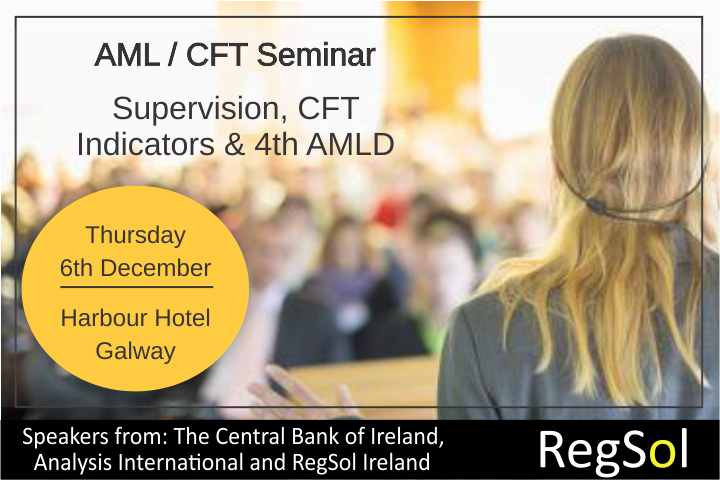 AML / CFT Seminar
Supervision, CFT
Indicators & 4th AMLD
Thursday
6th December
Harbour Hotel
Galway
Speakers from: The Central Bank of Ireland,
Analysis International and RegSol Ireland
RegSol